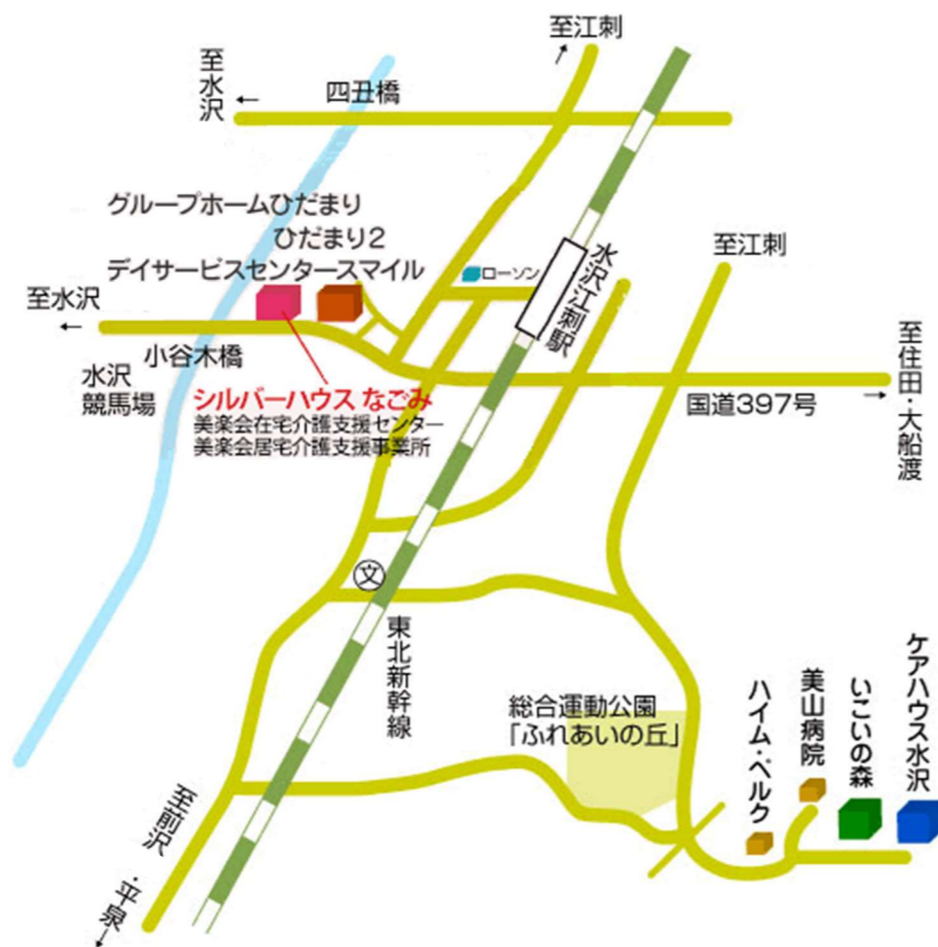 至江刺
至水沢
四丑橋
グループホームひだまり
ひだまり2
デイサービスセンタースマイル
ローソン
水沢江刺駅
至江刺
至水沢
小谷木橋
水沢
競馬場
シルバーハウス なごみ
美楽会在宅介護支援センター
美楽会居宅介護支援事業所
国道397号
至住田・大船渡
文
東北新幹線
総合運動公園
「ふれあいの丘」
ハイム・ベルク
美山病院
いこいの森
ケアハウス水沢
至前沢・平泉